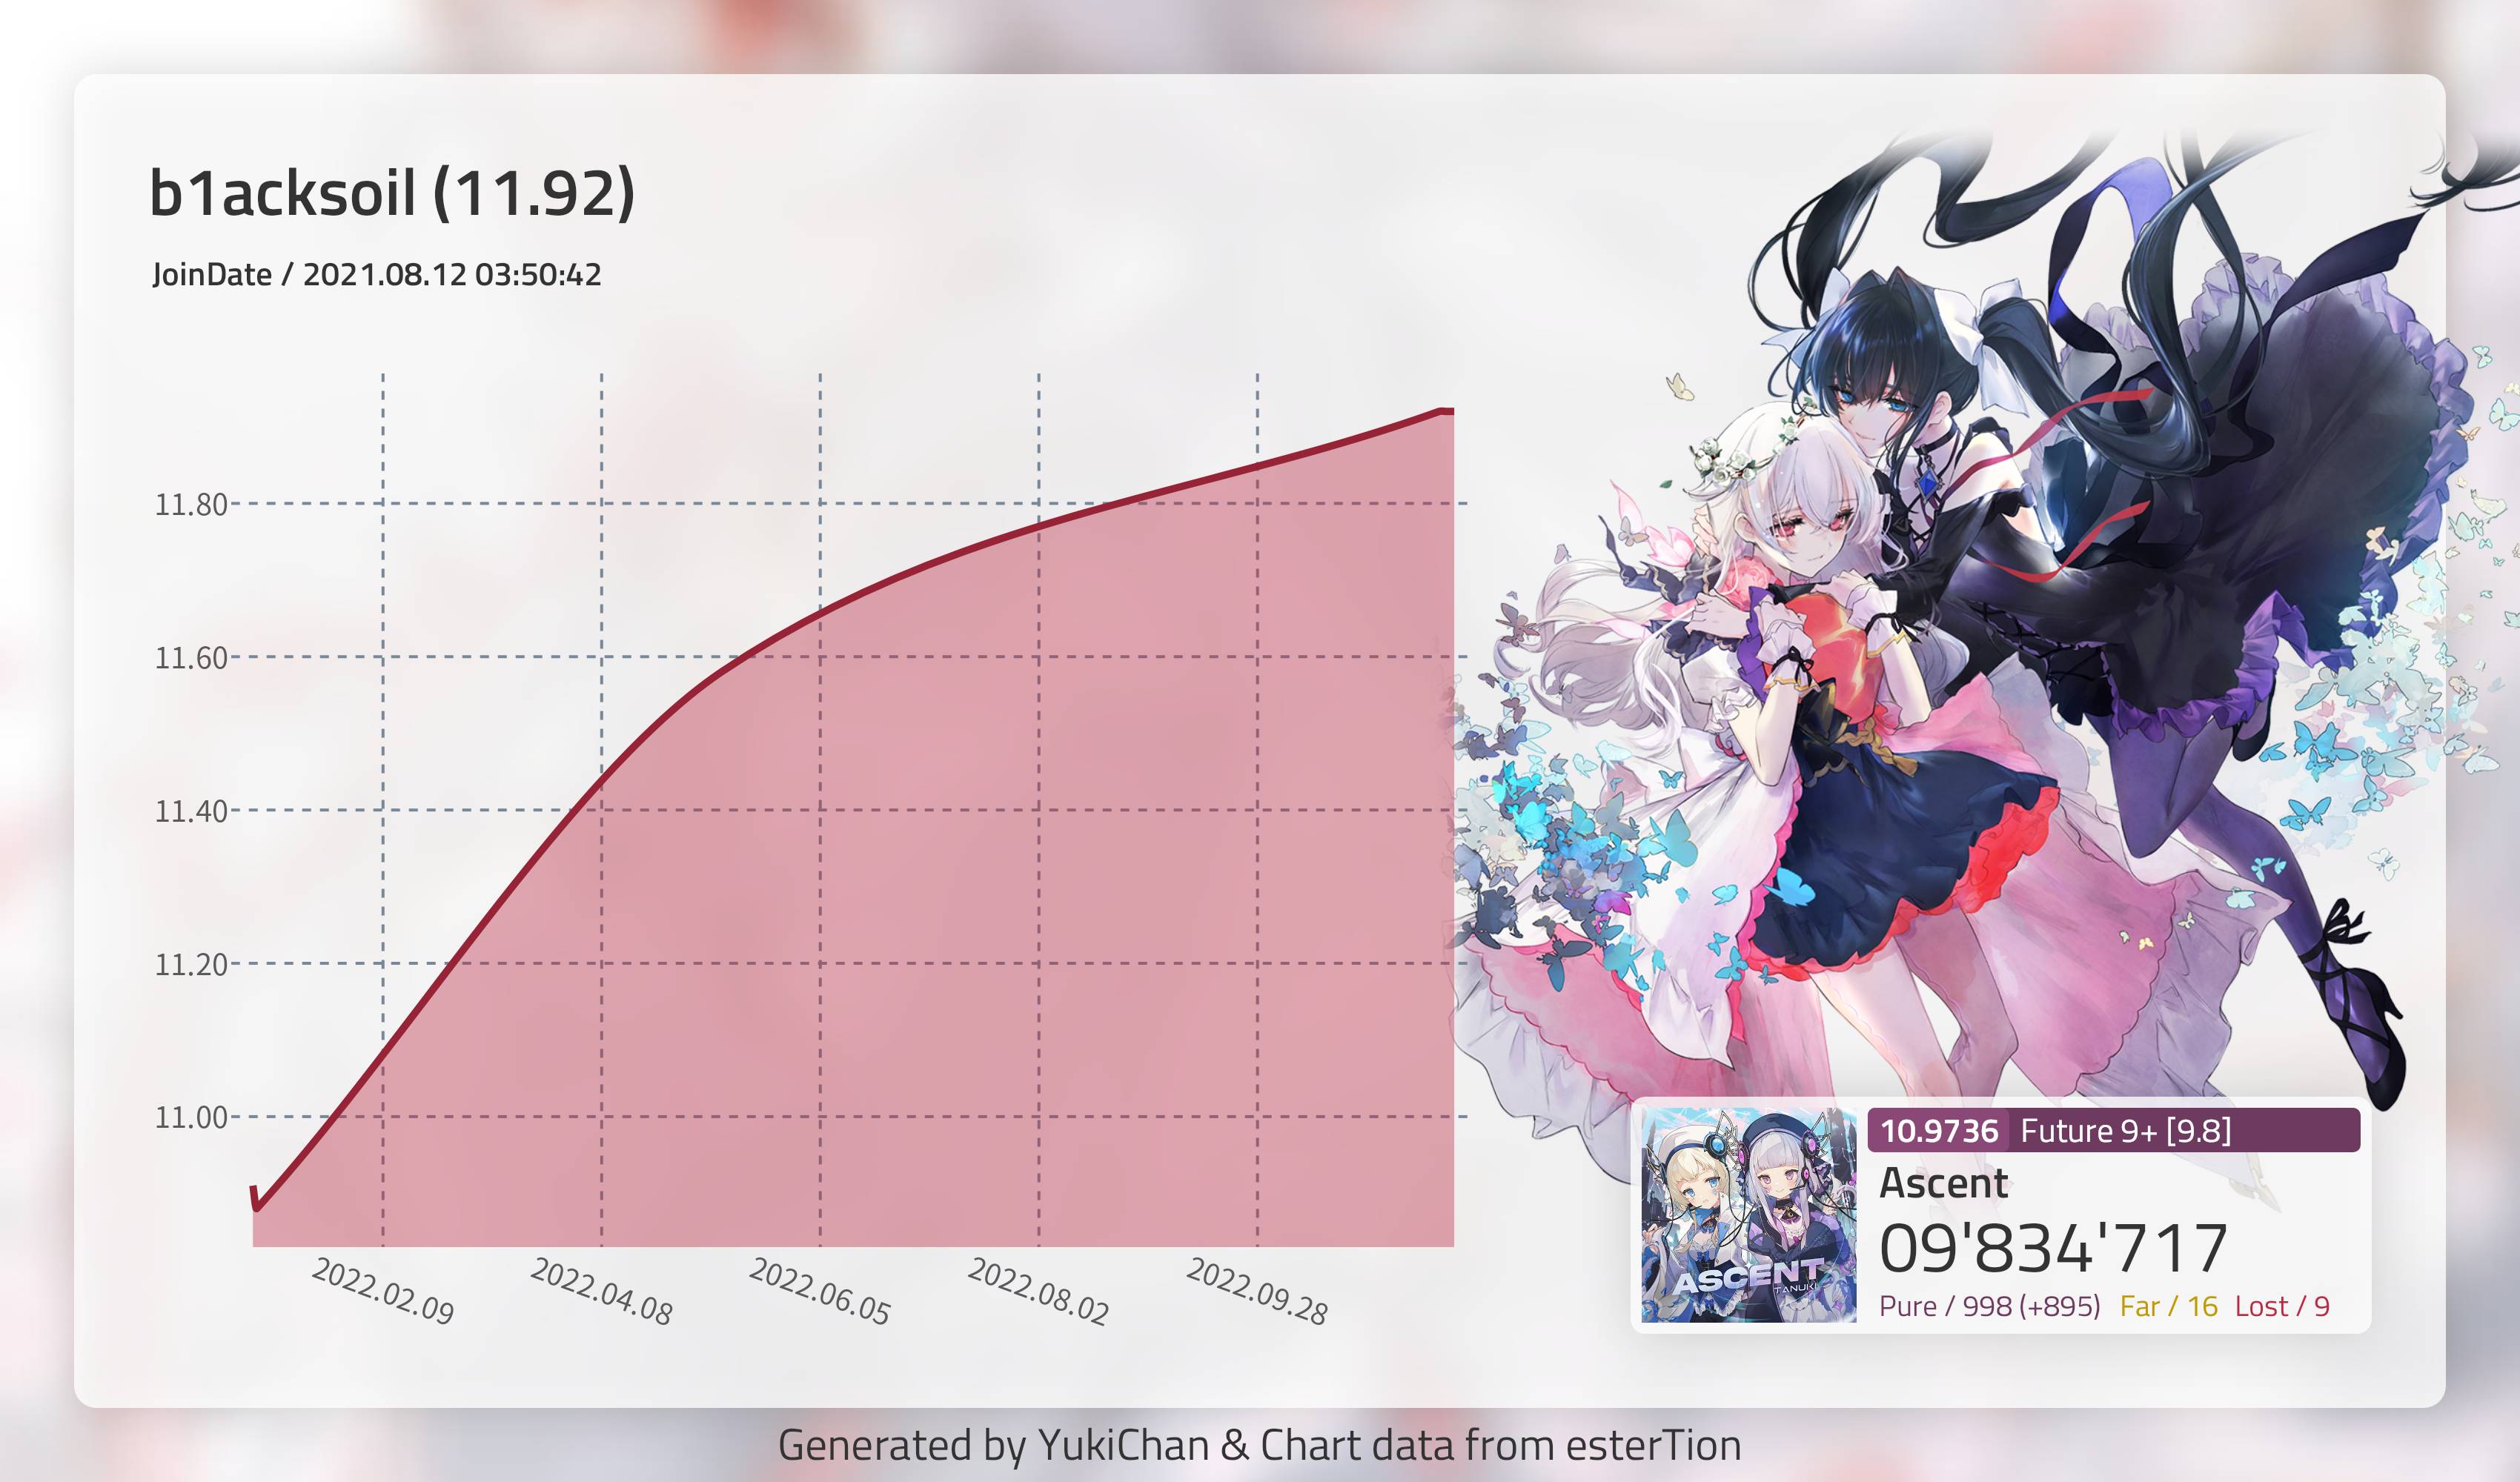 b1acksoil (11.92)
JoinDate / 2021.08.12 03:50:42
11.80
11.60
11.40
11.20
11.00
2022.02.09
2022.04.08
2022.06.05
2022.08.02
2022.09.28
10.9736 Future 9+ [9.8]
Ascent
09'834'717
Pure / 998 (+895) Far / 16 Lost / 9
ASCENT
TANUKI
Generated by YukiChan & Chart data from esterTion